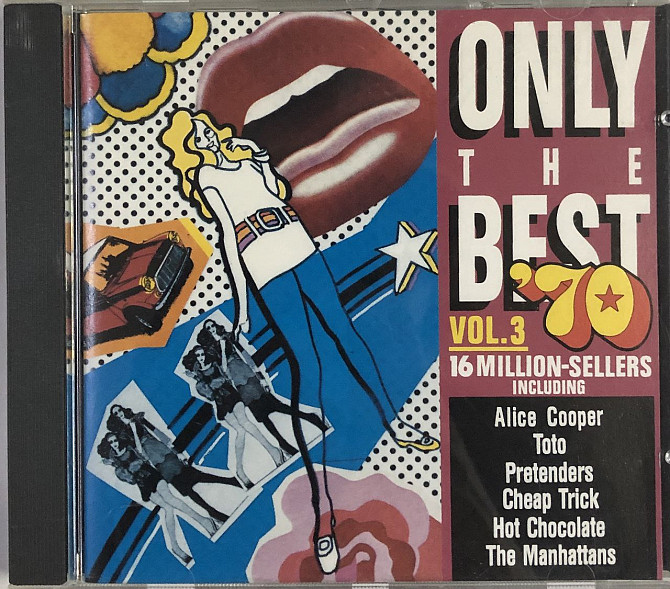 ONLY
THE
BEST
'70
VOL.3
16 MILLION-SELLERS
INCLUDING
Alice Cooper
Toto
Pretenders
Cheap Trick
Hot Chocolate
The Manhattans